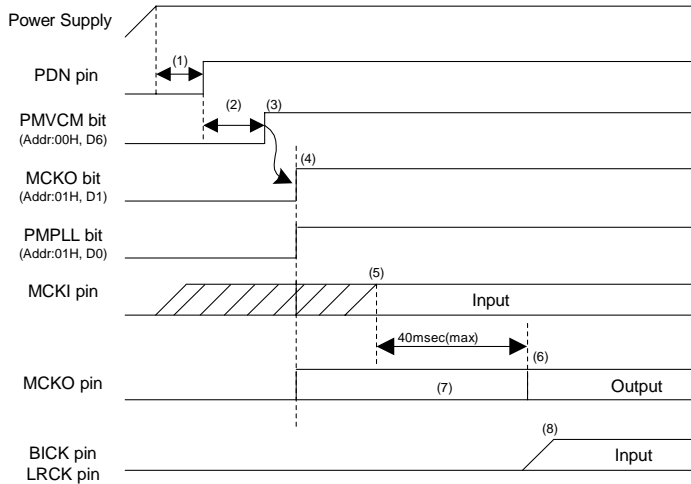 Power Supply
(1)
PDN pin
(2)
(3)
PMVCM bit
(Addr:00H, D6)
(4)
MCKO bit
(Addr:01H, D1)
PMPLL bit
(Addr:01H, D0)
(5)
MCKI pin
Input
40msec(max)
(6)
MCKO pin
(7)
Output
(8)
BICK pin
LRCK pin
Input